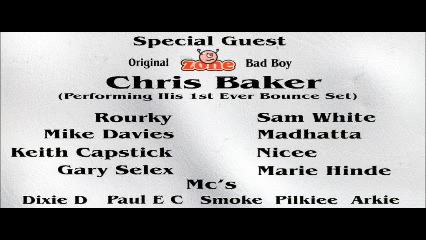 Special Guest
Original zone Bad Boy
Chris Baker
(Performing His 1st Ever Bounce Set)
Rourky Sam White
Mike Davies Madhatta
Keith Capstick Nicee
Gary Selex Marie Hinde
Mc's
Dixie D Paul E C Smoke Pilkiee Arkie